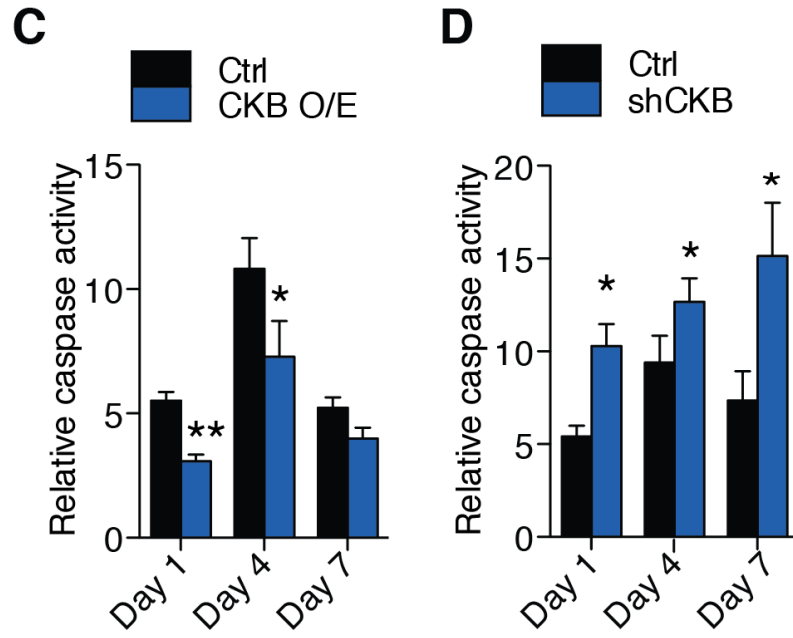 C
Ctrl
CKB O/E
Relative caspase activity
15
10
5
0
*
**
Day 1
Day 4
Day 7
D
Ctrl
shCKB
Relative caspase activity
20
15
10
5
0
*
*
*
Day 1
Day 4
Day 7